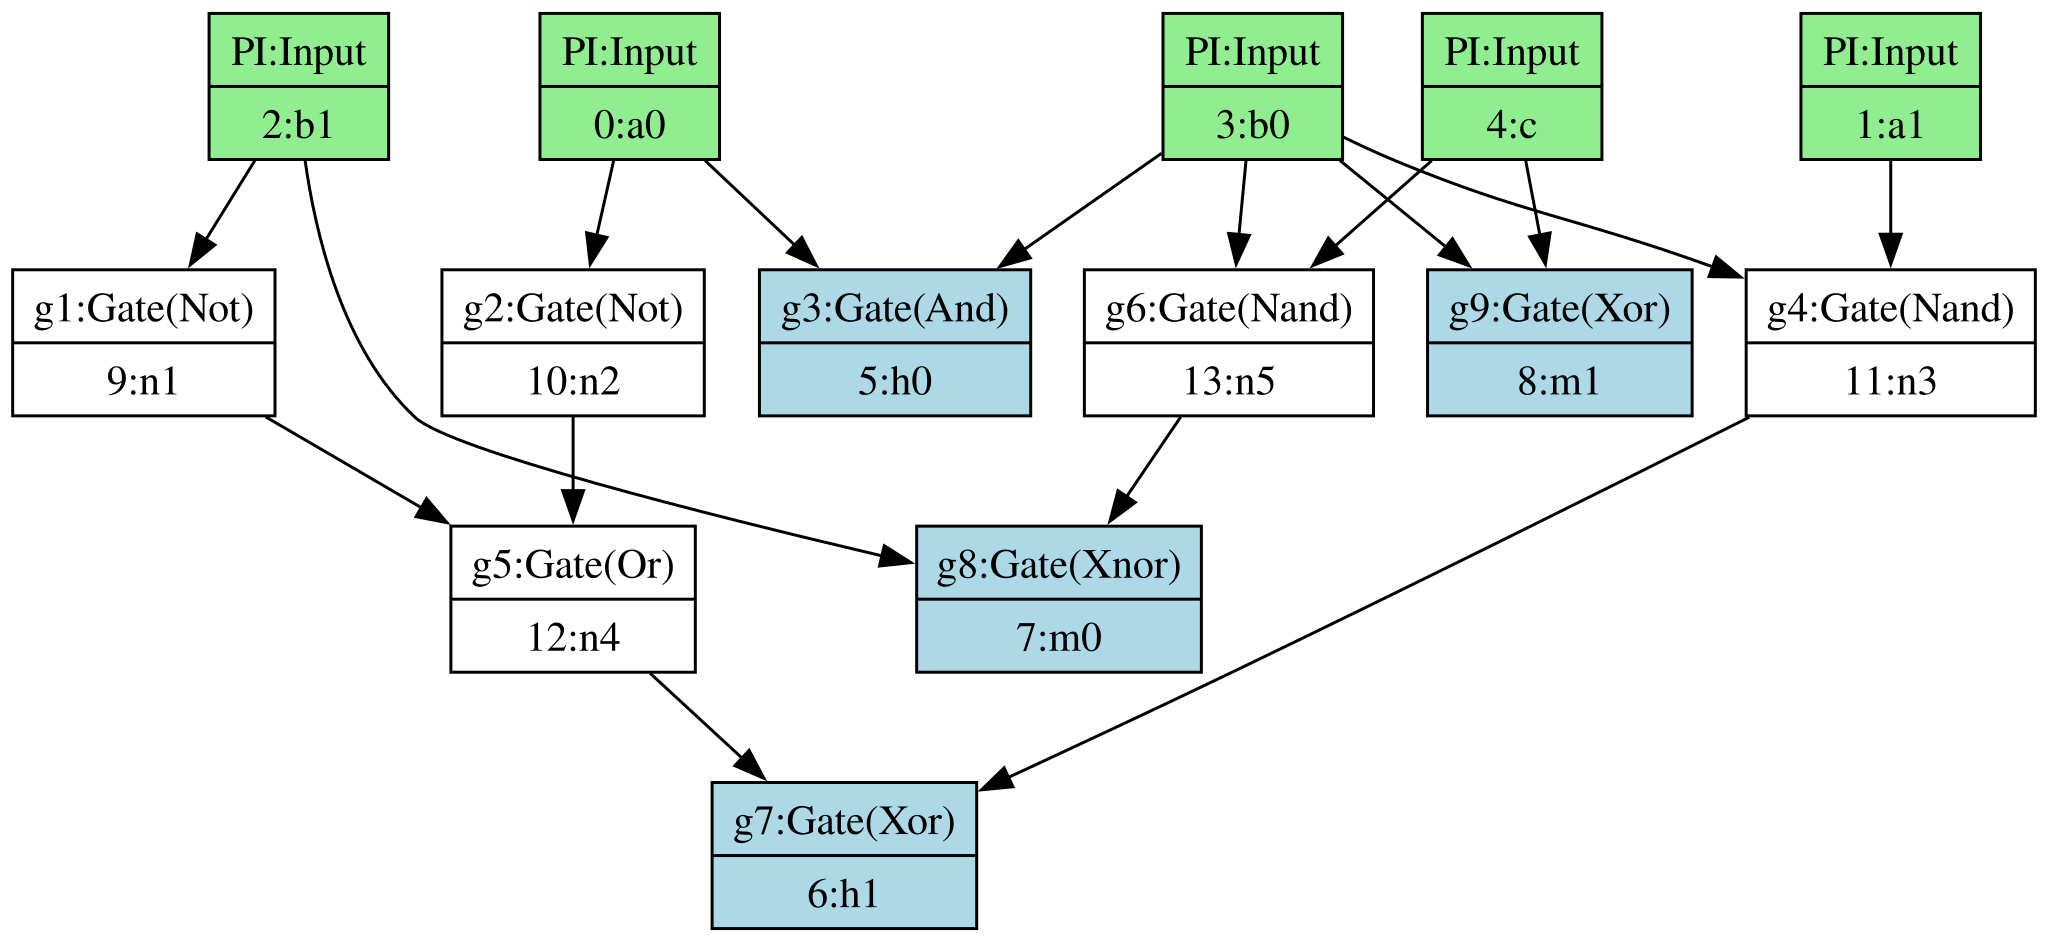 PI:Input
2:b1
PI:Input
0:a0
PI:Input
3:b0
PI:Input
4:c
PI:Input
1:a1
g1:Gate(Not)
9:n1
g2:Gate(Not)
10:n2
g3:Gate(And)
5:h0
g6:Gate(Nand)
13:n5
g9:Gate(Xor)
8:m1
g4:Gate(Nand)
11:n3
g5:Gate(Or)
12:n4
g8:Gate(Xnor)
7:m0
g7:Gate(Xor)
6:h1